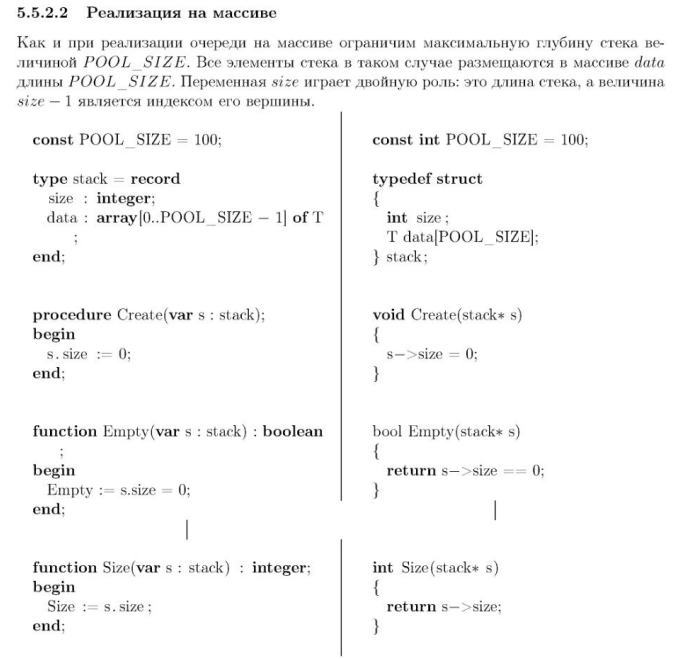 5.5.2.2 Реализация на массиве
Как и при реализации очереди на массиве ограничим максимальную глубину стека ве-
личиной POOL_SIZE. Все элементы стека в таком случае размещаются в массиве data
длины POOL_SIZE. Переменная size играет двойную роль: это длина стека, а величина
size − 1 является индексом его вершины.
const POOL_SIZE = 100;
type stack = record
size : integer;
data : array[0..POOL_SIZE − 1] of T
;
end;
procedure Create(var s : stack);
begin
s.size := 0;
end;
function Empty(var s : stack) : boolean
;
begin
Empty := s.size = 0;
end;
function Size(var s : stack) : integer;
begin
Size := s.size;
end;
const int POOL_SIZE = 100;
typedef struct
{
int size;
T data[POOL_SIZE];
} stack;
void Create(stack* s)
{
s−>size = 0;
}
bool Empty(stack* s)
{
return s−>size == 0;
}
int Size(stack* s)
{
return s−>size;
}